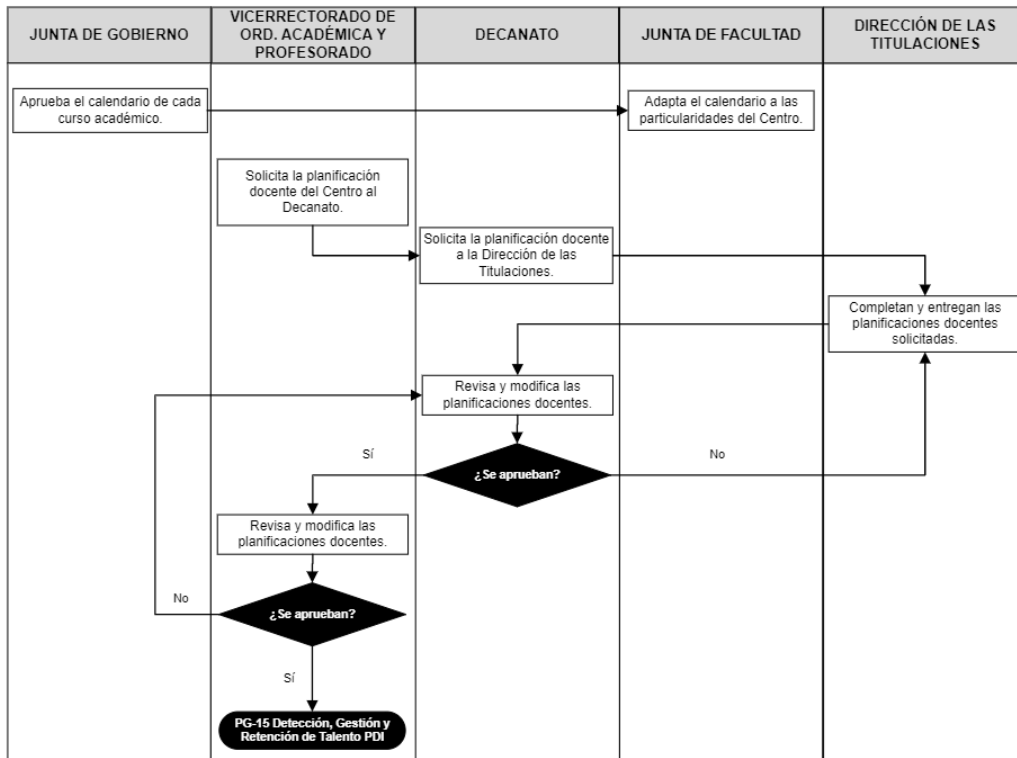 JUNTA DE GOBIERNO
VICERRECTORADO DE
ORD. ACADÉMICA Y
PROFESORADO
DECANATO
JUNTA DE FACULTAD
DIRECCIÓN DE LAS
TITULACIONES
Aprueba el calendario de cada
curso académico.
Adapta el calendario a las
particularidades del Centro.
Solicita la planificación
docente del Centro al
Decanato.
Solicita la planificación docente
a la Dirección de las
Titulaciones.
Completan y entregan las
planificaciones docentes
solicitadas.
Revisa y modifica las
planificaciones docentes.
Sí
¿Se aprueban?
No
Revisa y modifica las
planificaciones docentes.
No
¿Se aprueban?
Sí
PG-15 Detección, Gestión y
Retención de Talento PDI